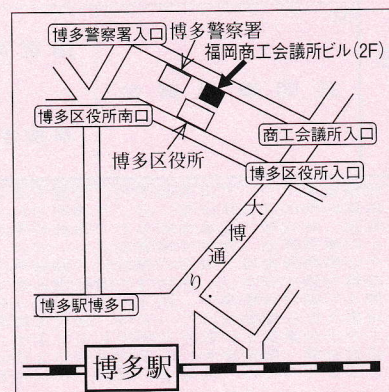 博多警察署入口
博多警察署
福岡商工会議所ビル(2F)
博多区役所南口
商工会議所入口
博多区役所
博多区役所入口
大博通り
博多駅博多口
博多駅